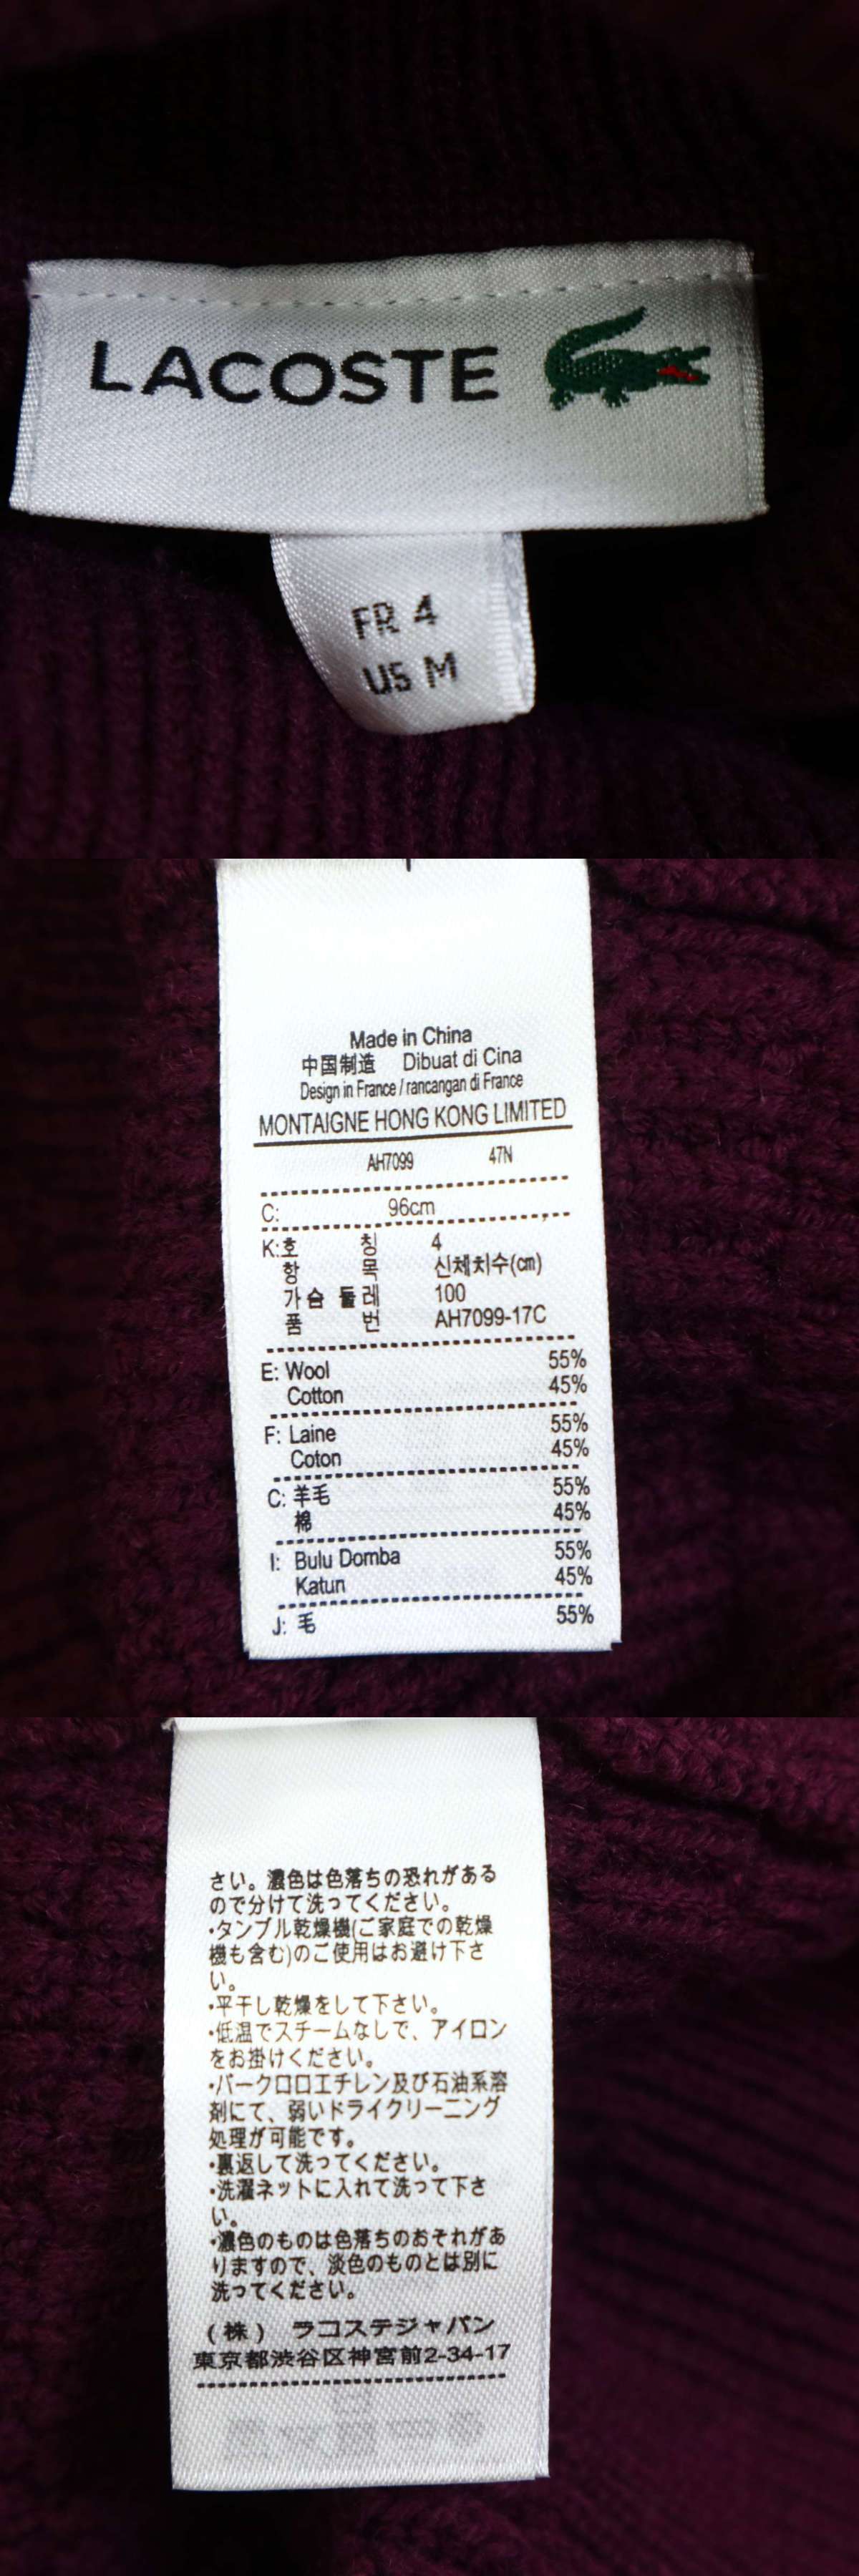 LACOSTE
FR 4
US M
Made in China
中国制造 Dibuat di Cina
Design in France / rancangan di France
MONTAIGNE HONG KONG LIMITED
AH7099 47N
C: 96cm
K:호 칭 4
항 목 신체치수(cm)
가슴 둘레 100
품 번 AH7099-17C
E: Wool 55%
Cotton 45%
F: Laine 55%
Coton 45%
C: 羊毛 55%
棉 45%
I: Bulu Domba 55%
Katun 45%
J: 毛 55%
さい。濃色は色落ちの恐れがある
ので分けて洗ってください。
・タンブル乾燥機(ご家庭での乾燥
機も含む)のご使用はお避け下さ
い。
・平干し乾燥をして下さい。
・低温でスチームなしで、アイロン
をお掛けください。
・パークロロエチレン及び石油系溶
剤にて、弱いドライクリーニング
処理が可能です。
・裏返して洗ってください。
・洗濯ネットに入れて洗って下さ
い。
・濃色のものは色落ちのおそれがあ
りますので、淡色のものとは別に
洗ってください。
(株) ラコステジャパン
東京都渋谷区神宮前2-34-17